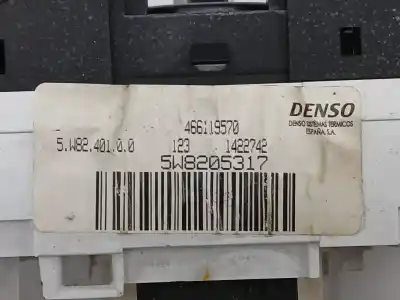 466119570
DENSO
DENSO SISTEMAS TERMICOS
ESPAÑA, S.A.
5.W82.401.0.0 123 1422742
5W8205317